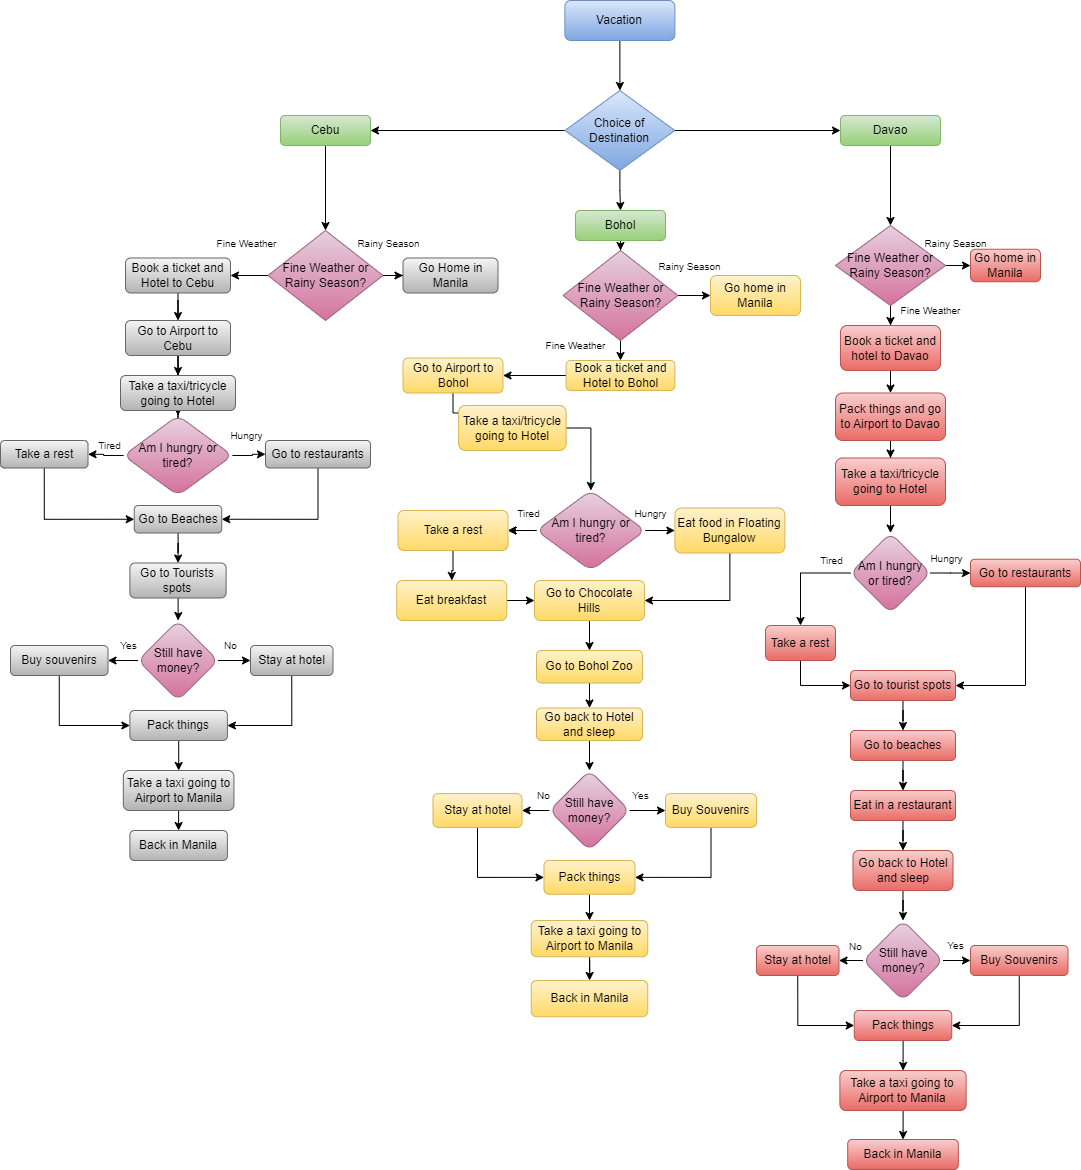 Vacation
Choice of
Destination
Cebu
Davao
Bohol
Fine Weather
Rainy Season
Fine Weather or
Rainy Season?
Book a ticket and
Hotel to Cebu
Go Home in
Manila
Go to Airport to
Cebu
Take a taxi/tricycle
going to Hotel
Am I hungry or
tired?
Tired
Hungry
Take a rest
Go to restaurants
Go to Beaches
Go to Tourists
spots
Still have
money?
Yes
No
Buy souvenirs
Stay at hotel
Pack things
Take a taxi going to
Airport to Manila
Back in Manila
Fine Weather or
Rainy Season?
Rainy Season
Go home in
Manila
Fine Weather
Book a ticket and
Hotel to Bohol
Go to Airport to
Bohol
Take a taxi/tricycle
going to Hotel
Am I hungry or
tired?
Tired
Hungry
Take a rest
Eat food in Floating
Bungalow
Eat breakfast
Go to Chocolate
Hills
Go to Bohol Zoo
Go back to Hotel
and sleep
Still have
money?
No
Yes
Stay at hotel
Buy Souvenirs
Pack things
Take a taxi going to
Airport to Manila
Back in Manila
Fine Weather or
Rainy Season?
Rainy Season
Go home in
Manila
Fine Weather
Book a ticket and
hotel to Davao
Pack things and go
to Airport to Davao
Take a taxi/tricycle
going to Hotel
Am I hungry
or tired?
Tired
Hungry
Go to restaurants
Take a rest
Go to tourist spots
Go to beaches
Eat in a restaurant
Go back to Hotel
and sleep
Still have
money?
No
Yes
Stay at hotel
Buy Souvenirs
Pack things
Take a taxi going to
Airport to Manila
Back in Manila